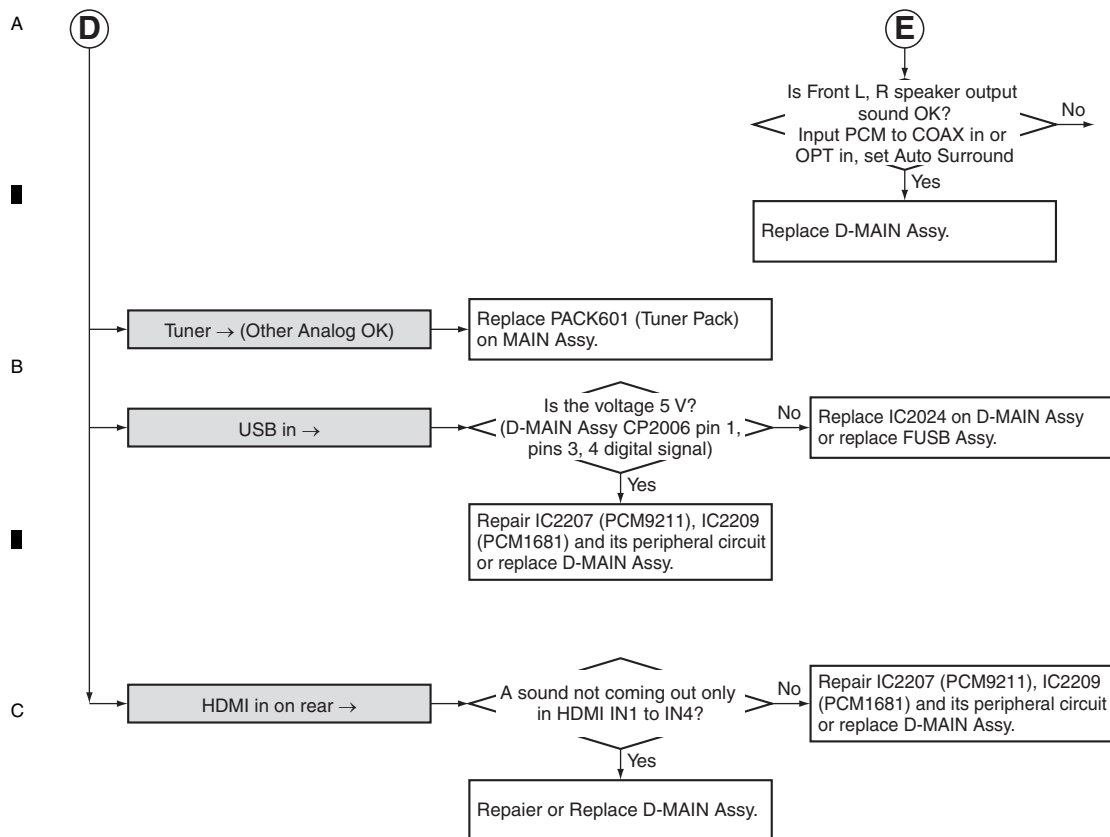 A
D
E
Is Front L, R speaker output
sound OK?
Input PCM to COAX in or
OPT in, set Auto Surround
No
Yes
Replace D-MAIN Assy.
Tuner → (Other Analog OK)
Replace PACK601 (Tuner Pack)
on MAIN Assy.
B
USB in →
Is the voltage 5 V?
(D-MAIN Assy CP2006 pin 1,
pins 3, 4 digital signal)
No
Replace IC2024 on D-MAIN Assy
or replace FUSB Assy.
Yes
Repair IC2207 (PCM9211), IC2209
(PCM1681) and its peripheral circuit
or replace D-MAIN Assy.
C
HDMI in on rear →
A sound not coming out only
in HDMI IN1 to IN4?
No
Repair IC2207 (PCM9211), IC2209
(PCM1681) and its peripheral circuit
or replace D-MAIN Assy.
Yes
Repaier or Replace D-MAIN Assy.